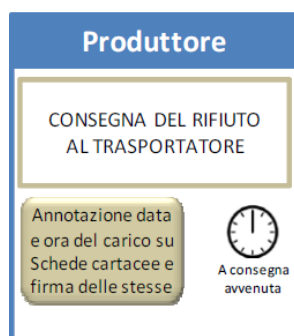 Produttore
CONSEGNA DEL RIFIUTO
AL TRASPORTATORE
Annotazione data
e ora del carico su
Schede cartacee e
firma delle stesse
A consegna
avvenuta